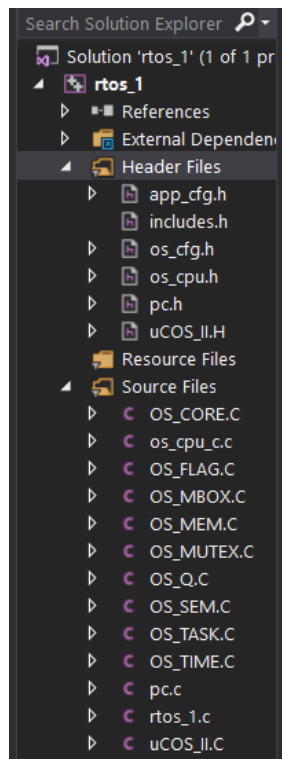 Search Solution Explorer
Solution 'rtos_1' (1 of 1 pr
rtos_1
References
External Dependen
Header Files
app_cfg.h
includes.h
os_cfg.h
os_cpu.h
pc.h
uCOS_II.H
Resource Files
Source Files
OS_CORE.C
os_cpu_c.c
OS_FLAG.C
OS_MBOX.C
OS_MEM.C
OS_MUTEX.C
OS_Q.C
OS_SEM.C
OS_TASK.C
OS_TIME.C
pc.c
rtos_1.c
uCOS_II.C